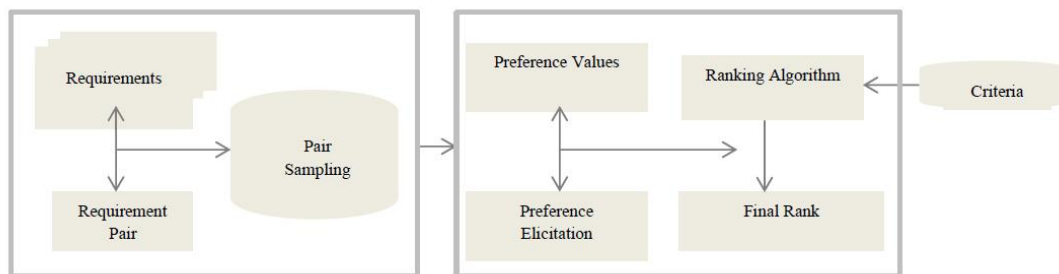 Requirements
Pair
Sampling
Requirement
Pair
Preference Values
Ranking Algorithm
Criteria
Preference
Elicitation
Final Rank